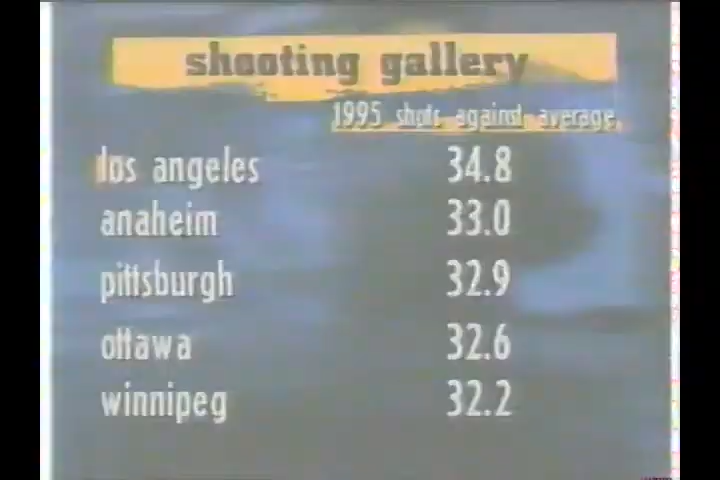 shooting gallery
1995 shots against average
los angeles 34.8
anaheim 33.0
pittsburgh 32.9
ottawa 32.6
winnipeg 32.2